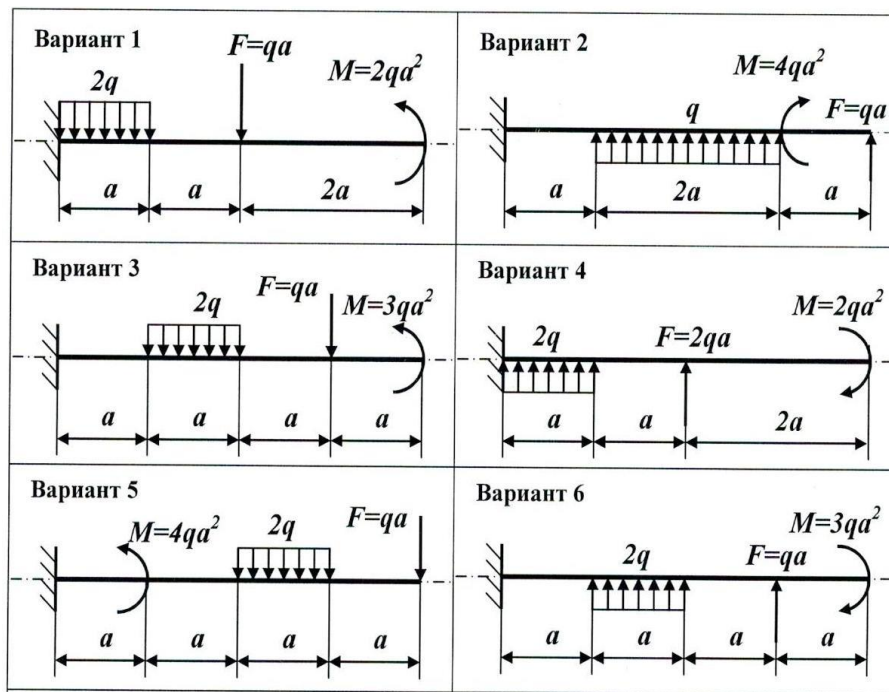 Вариант 1
F=qa
M=2qa²
2q
a
a
2a
Вариант 2
M=4qa²
q
F=qa
a
2a
a
Вариант 3
2q
F=qa
M=3qa²
a
a
a
a
Вариант 4
2q
F=2qa
M=2qa²
a
a
2a
Вариант 5
M=4qa²
2q
F=qa
a
a
a
a
Вариант 6
2q
F=qa
M=3qa²
a
a
a
a